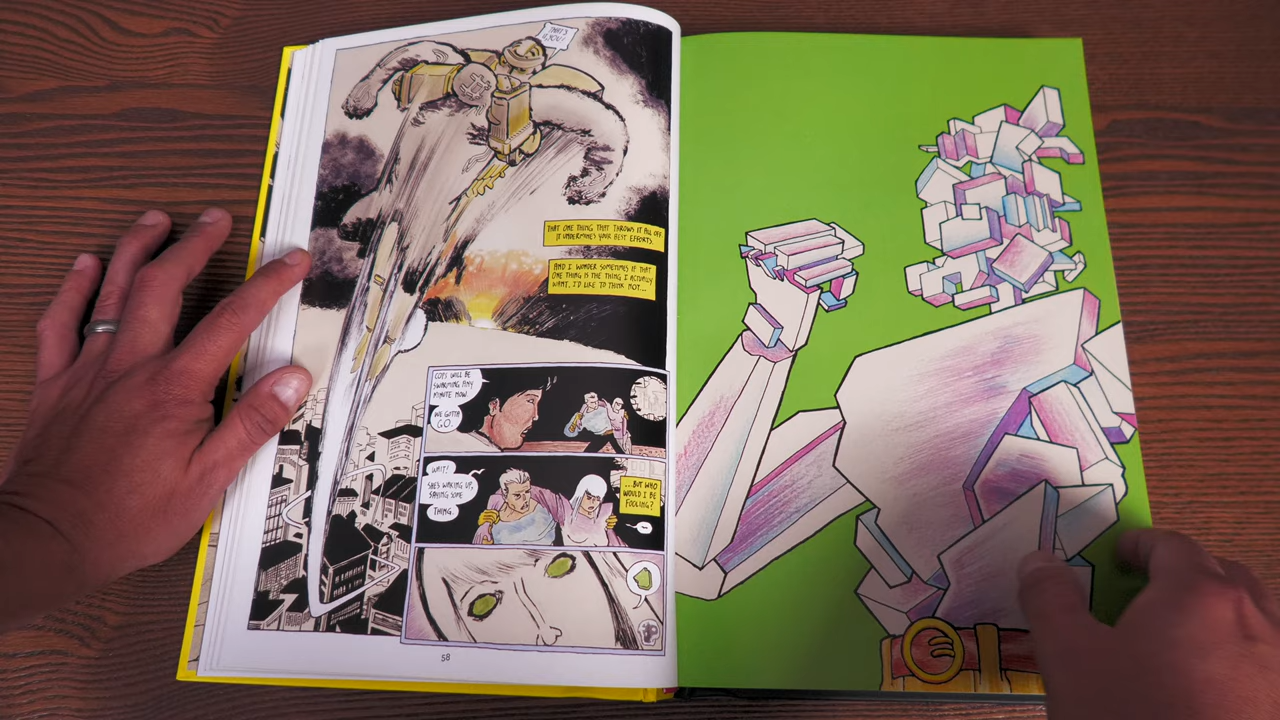 THAT'S
YOU!
THAT ONE THING THAT THROWS IT ALL OFF.
IT UNDERMINES YOUR BEST EFFORTS.
AND I WONDER SOMETIMES IF THAT
ONE THING IS THE THING I ACTUALLY
WANT, I'D LIKE TO THINK NOT...
COPS WILL BE
SWARMING ANY
MINUTE NOW.
WE GOTTA
GO.
WAIT!
SHE'S WAKING UP,
SAYING SOME
THING.
...BUT WHO
WOULD I BE
FOOLING?
58